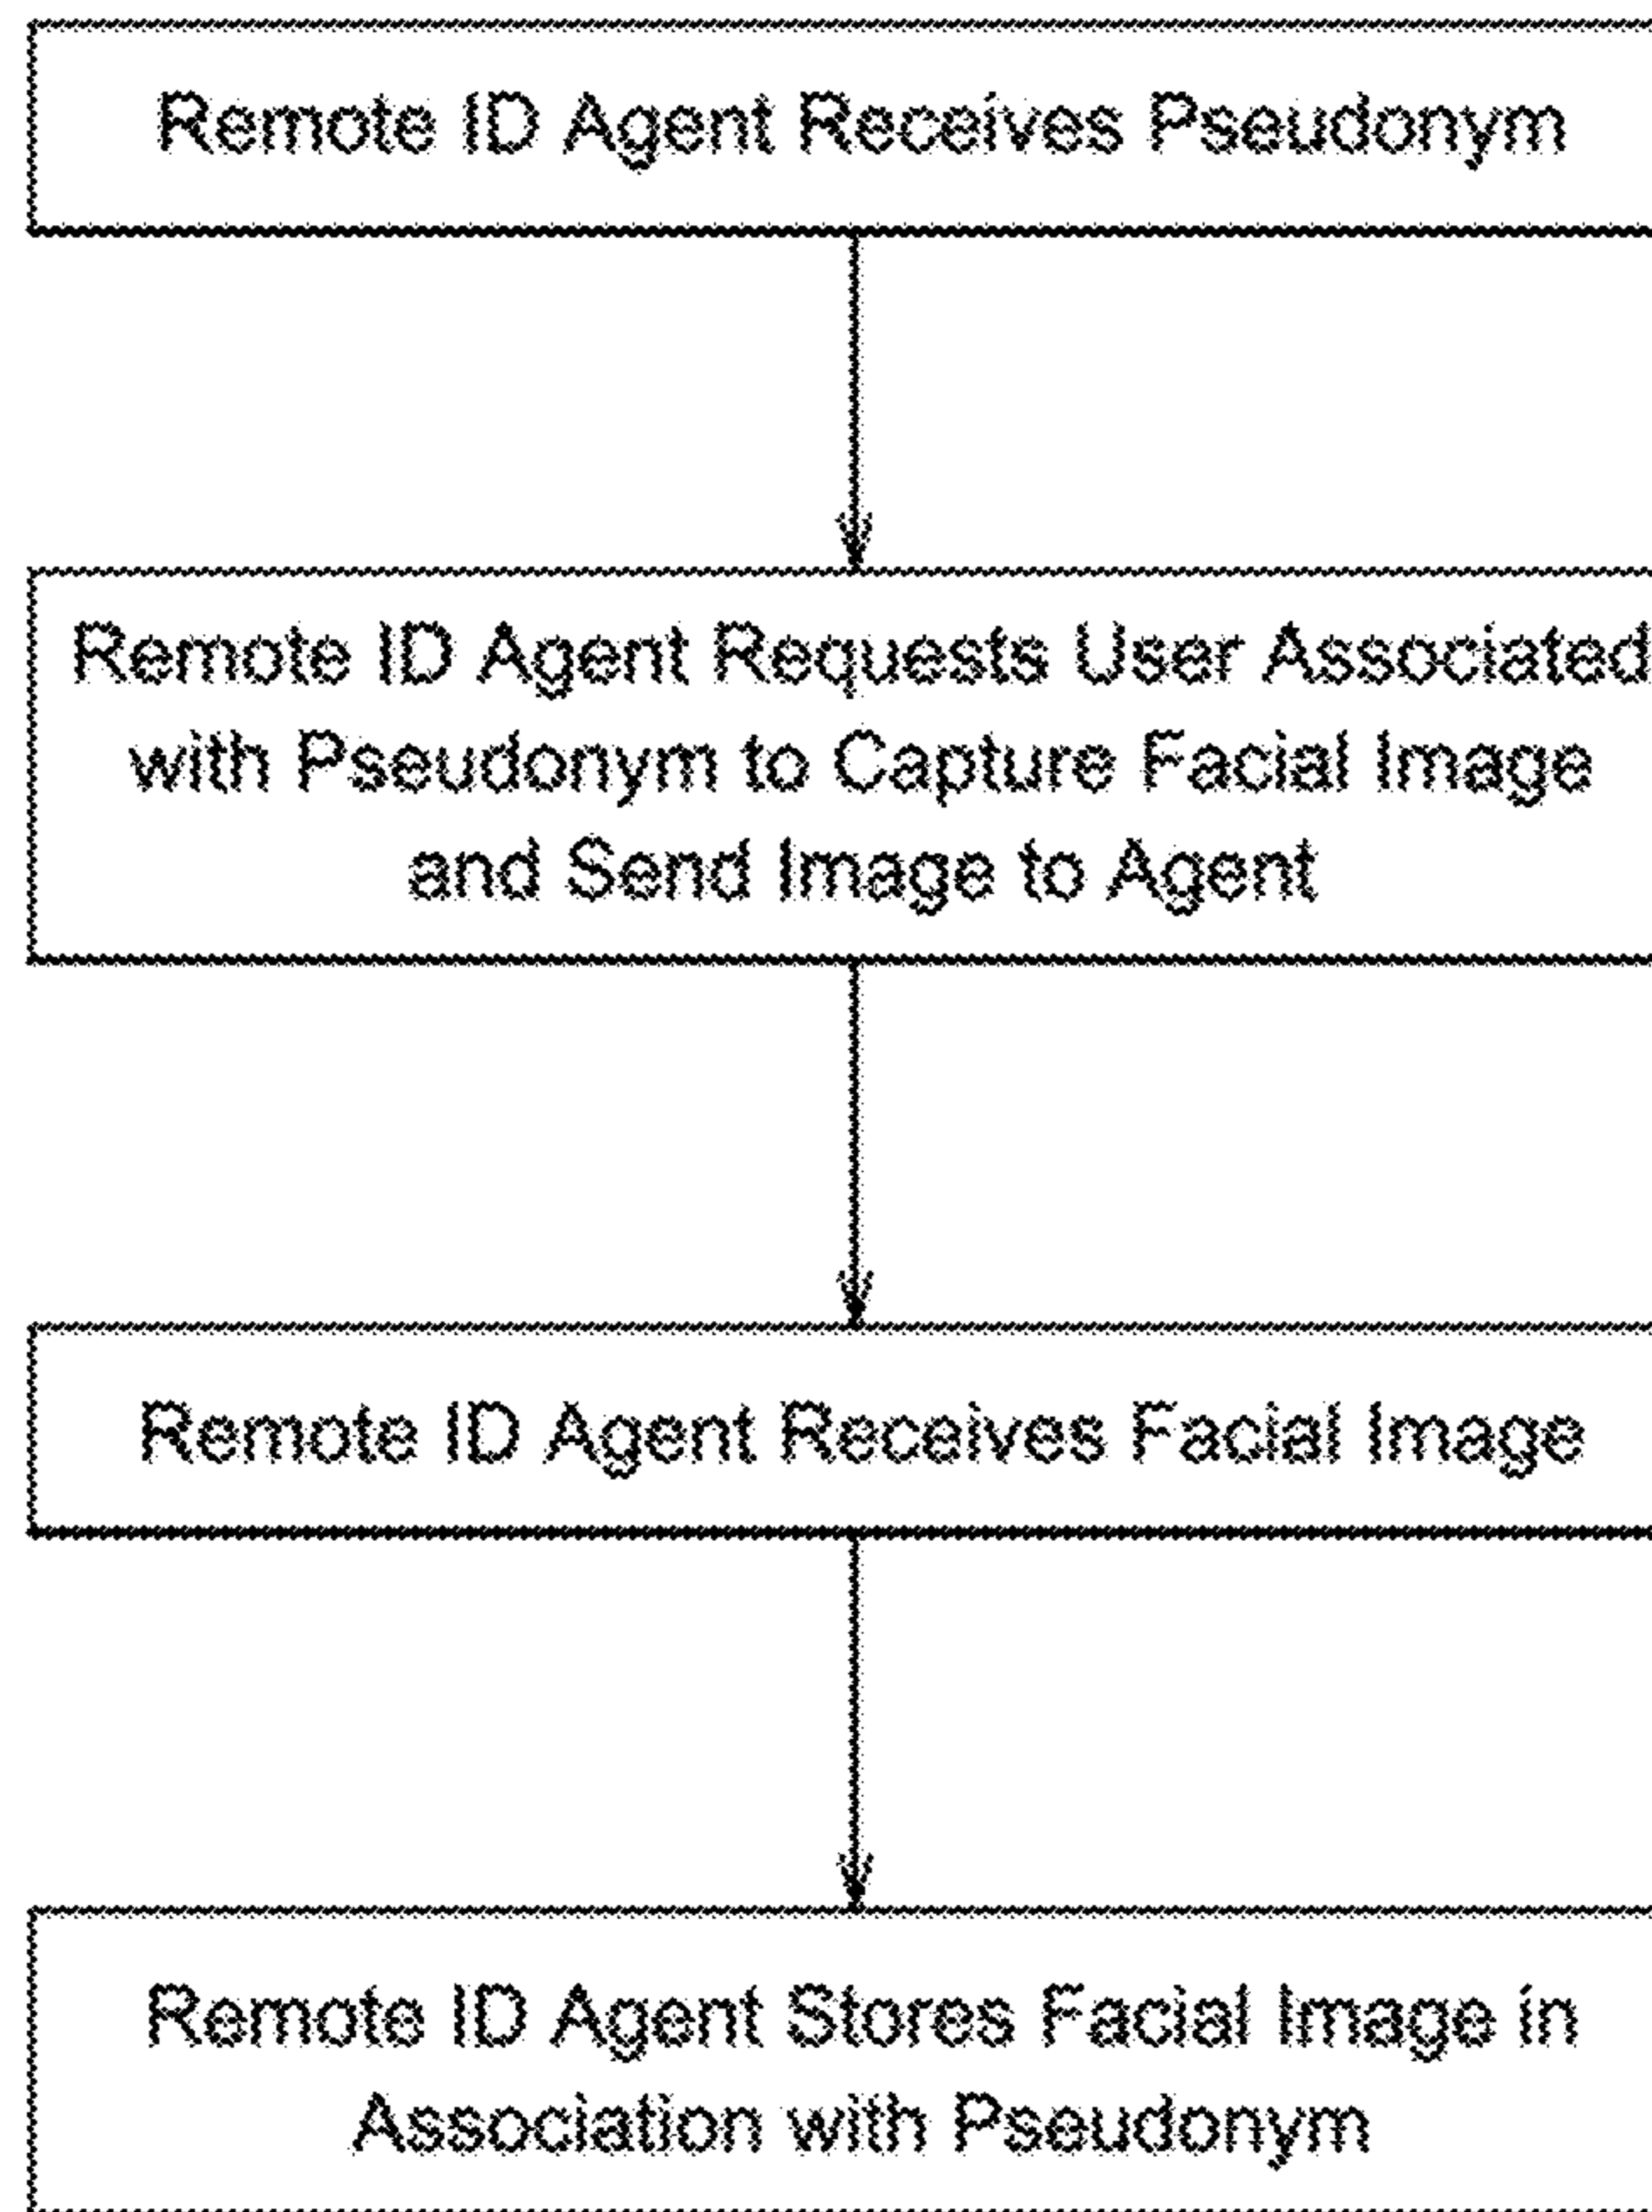 Remote ID Agent Receives Pseudonym
Remote ID Agent Requests User Associated
with Pseudonym to Capture Facial Image
and Send Image to Agent
Remote ID Agent Receives Facial Image
Remote ID Agent Stores Facial Image in
Association with Pseudonym